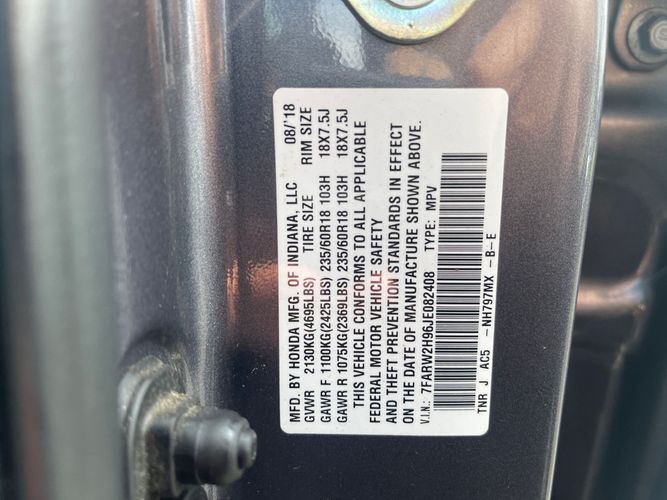 MFD. BY HONDA MFG. OF INDIANA, LLC 08/'18
GVWR 2130KG(4695LBS) TIRE SIZE RIM SIZE
GAWR F 1100KG(2425LBS) 235/60R18 103H 18X7.5J
GAWR R 1075KG(2369LBS) 235/60R18 103H 18X7.5J
THIS VEHICLE CONFORMS TO ALL APPLICABLE
FEDERAL MOTOR VEHICLE SAFETY
AND THEFT PREVENTION STANDARDS IN EFFECT
ON THE DATE OF MANUFACTURE SHOWN ABOVE.
V.I.N.: 7FARW2H96JE082408 TYPE: MPV
TNR J AC5 -NH797MX -B-E